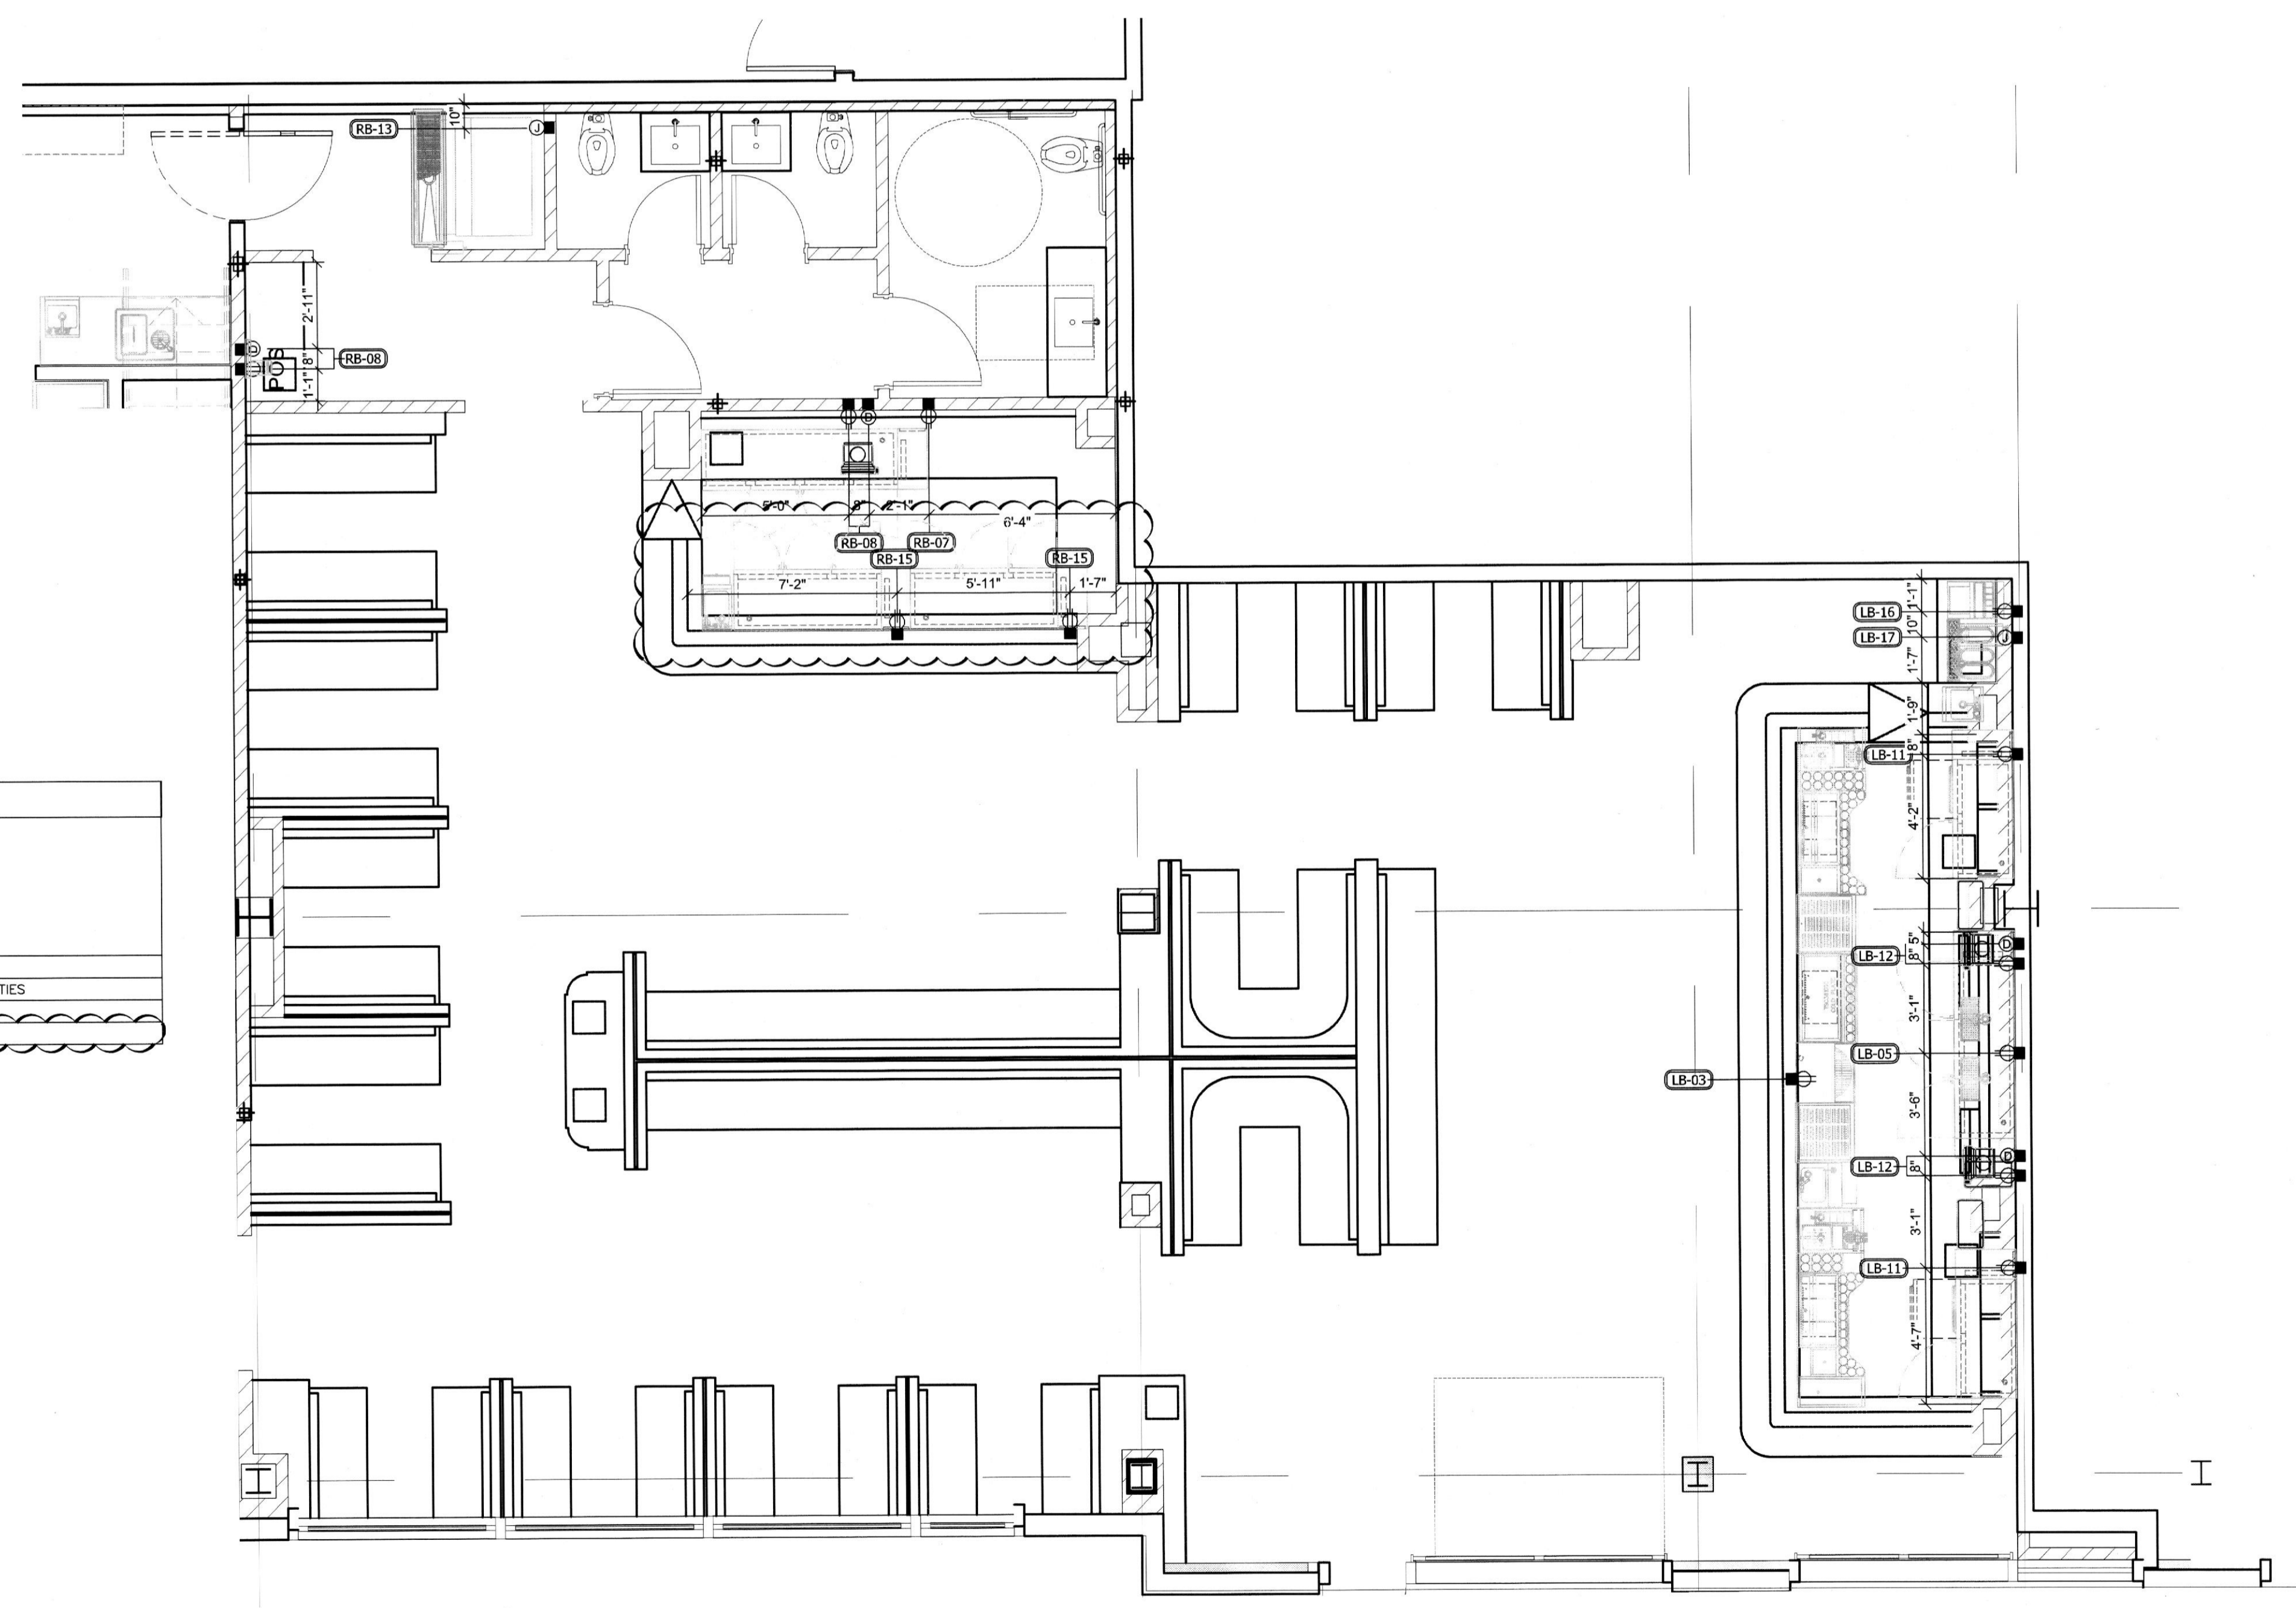 10"
RB-13 J
2'-11"
D
8" RB-08
POS
1'-1"
D
5'-0" 8" 2'-1"
6'-4"
RB-08 RB-07
RB-15 RB-15
7'-2" 5'-11" 1'-7"
1'-1"
LB-16
10"
LB-17 J
1'-7"
1'-9"
8"
LB-11
4'-2"
5"
D
LB-12 8"
TIES
3'-1"
LB-05
LB-03
3'-6"
D
LB-12 8"
3'-1"
LB-11
4'-7"